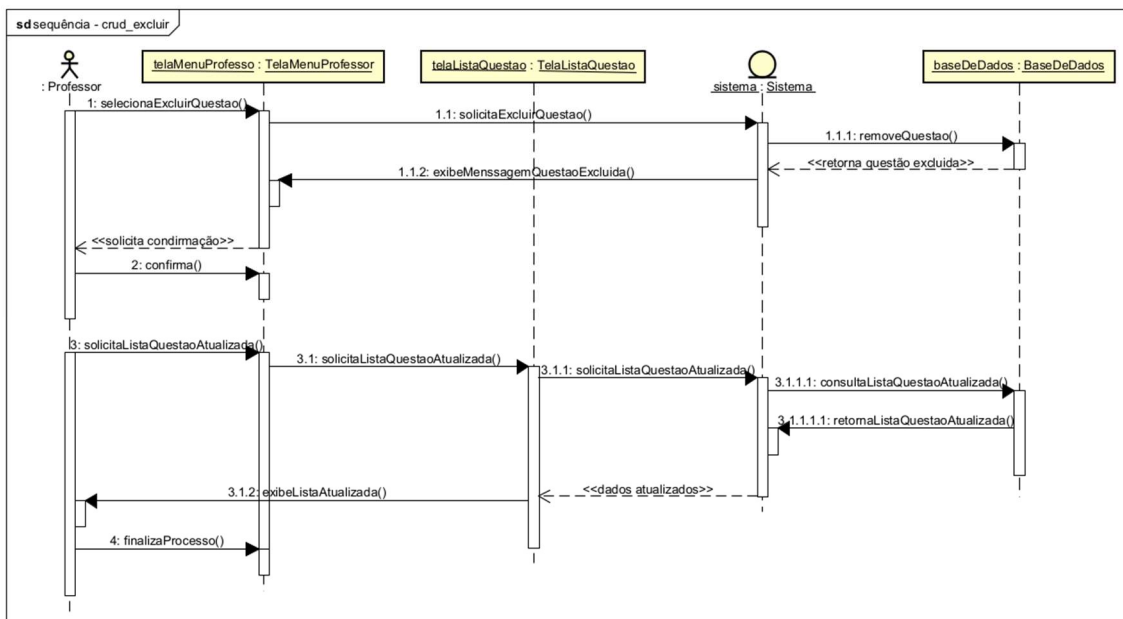 sd sequência - crud_excluir
: Professor
telaMenuProfesso : TelaMenuProfessor
telaListaQuestao : TelaListaQuestao
sistema : Sistema
baseDeDados : BaseDeDados
1: selecionaExcluirQuestao()
1.1: solicitaExcluirQuestao()
1.1.1: removeQuestao()
<<retorna questão excluida>>
1.1.2: exibeMenssagemQuestaoExcluida()
<<solicita condirmação>>
2: confirma()
3: solicitaListaQuestaoAtualizada()
3.1: solicitaListaQuestaoAtualizada()
3.1.1: solicitaListaQuestaoAtualizada()
3.1.1.1: consultaListaQuestaoAtualizada()
3.1.1.1.1: retornaListaQuestaoAtualizada()
<<dados atualizados>>
3.1.2: exibeListaAtualizada()
4: finalizaProcesso()